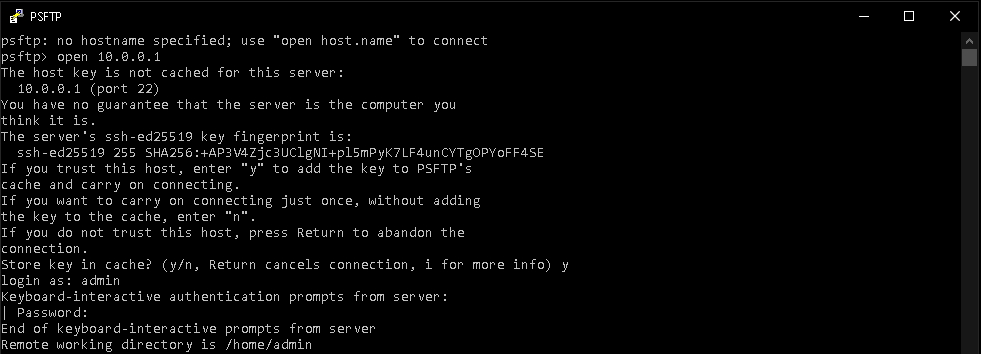 PSFTP
psftp: no hostname specified; use "open host.name" to connect
psftp> open 10.0.0.1
The host key is not cached for this server:
  10.0.0.1 (port 22)
You have no guarantee that the server is the computer you
think it is.
The server's ssh-ed25519 key fingerprint is:
  ssh-ed25519 255 SHA256:+AP3V4Zjc3UClgNI+pl5mPyK7LF4unCYTgOPYoFF4SE
If you trust this host, enter "y" to add the key to PSFTP's
cache and carry on connecting.
If you want to carry on connecting just once, without adding
the key to the cache, enter "n".
If you do not trust this host, press Return to abandon the
connection.
Store key in cache? (y/n, Return cancels connection, i for more info) y
login as: admin
Keyboard-interactive authentication prompts from server:
| Password:
End of keyboard-interactive prompts from server
Remote working directory is /home/admin